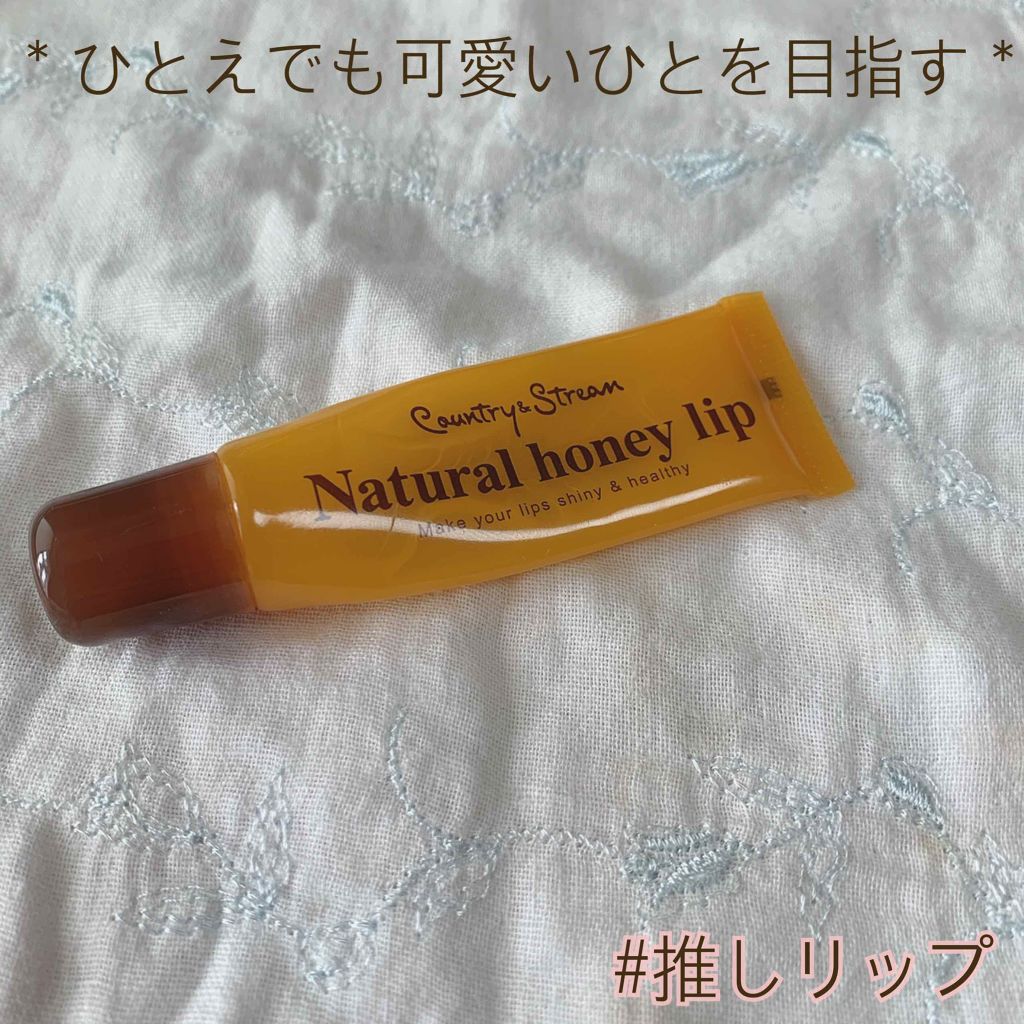 * ひとえでも可愛いひとを目指す *
Country & Stream
Natural honey lip
Make your lips shiny & healthy
#推しリップ